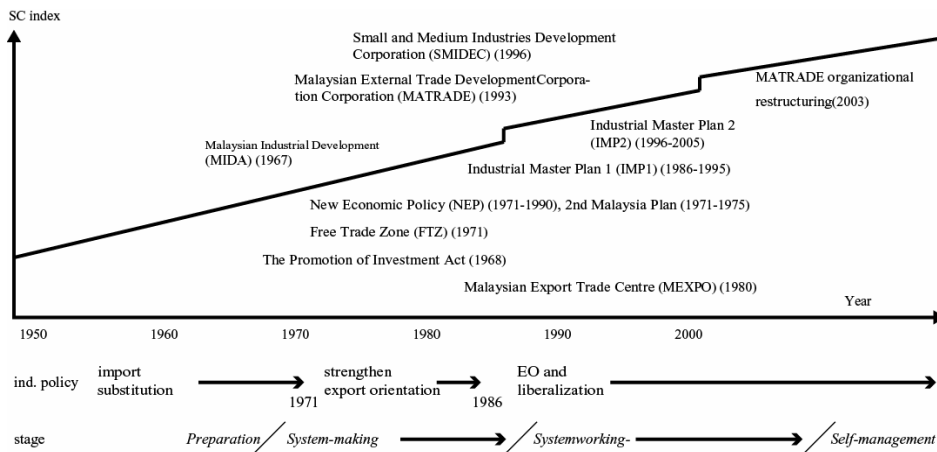 SC index
Small and Medium Industries Development
Corporation (SMIDEC) (1996)
Malaysian External Trade DevelopmentCorpora-
tion Corporation (MATRADE) (1993)
MATRADE organizational
restructuring(2003)
Industrial Master Plan 2
(IMP2) (1996-2005)
Malaysian Industrial Development
(MIDA) (1967)
Industrial Master Plan 1 (IMP1) (1986-1995)
New Economic Policy (NEP) (1971-1990), 2nd Malaysia Plan (1971-1975)
Free Trade Zone (FTZ) (1971)
The Promotion of Investment Act (1968)
Malaysian Export Trade Centre (MEXPO) (1980)
Year
1950 1960 1970 1980 1990 2000
ind. policy
import
substitution
1971
strengthen
export orientation
1986
EO and
liberalization
stage Preparation System-making Systemworking- Self-management